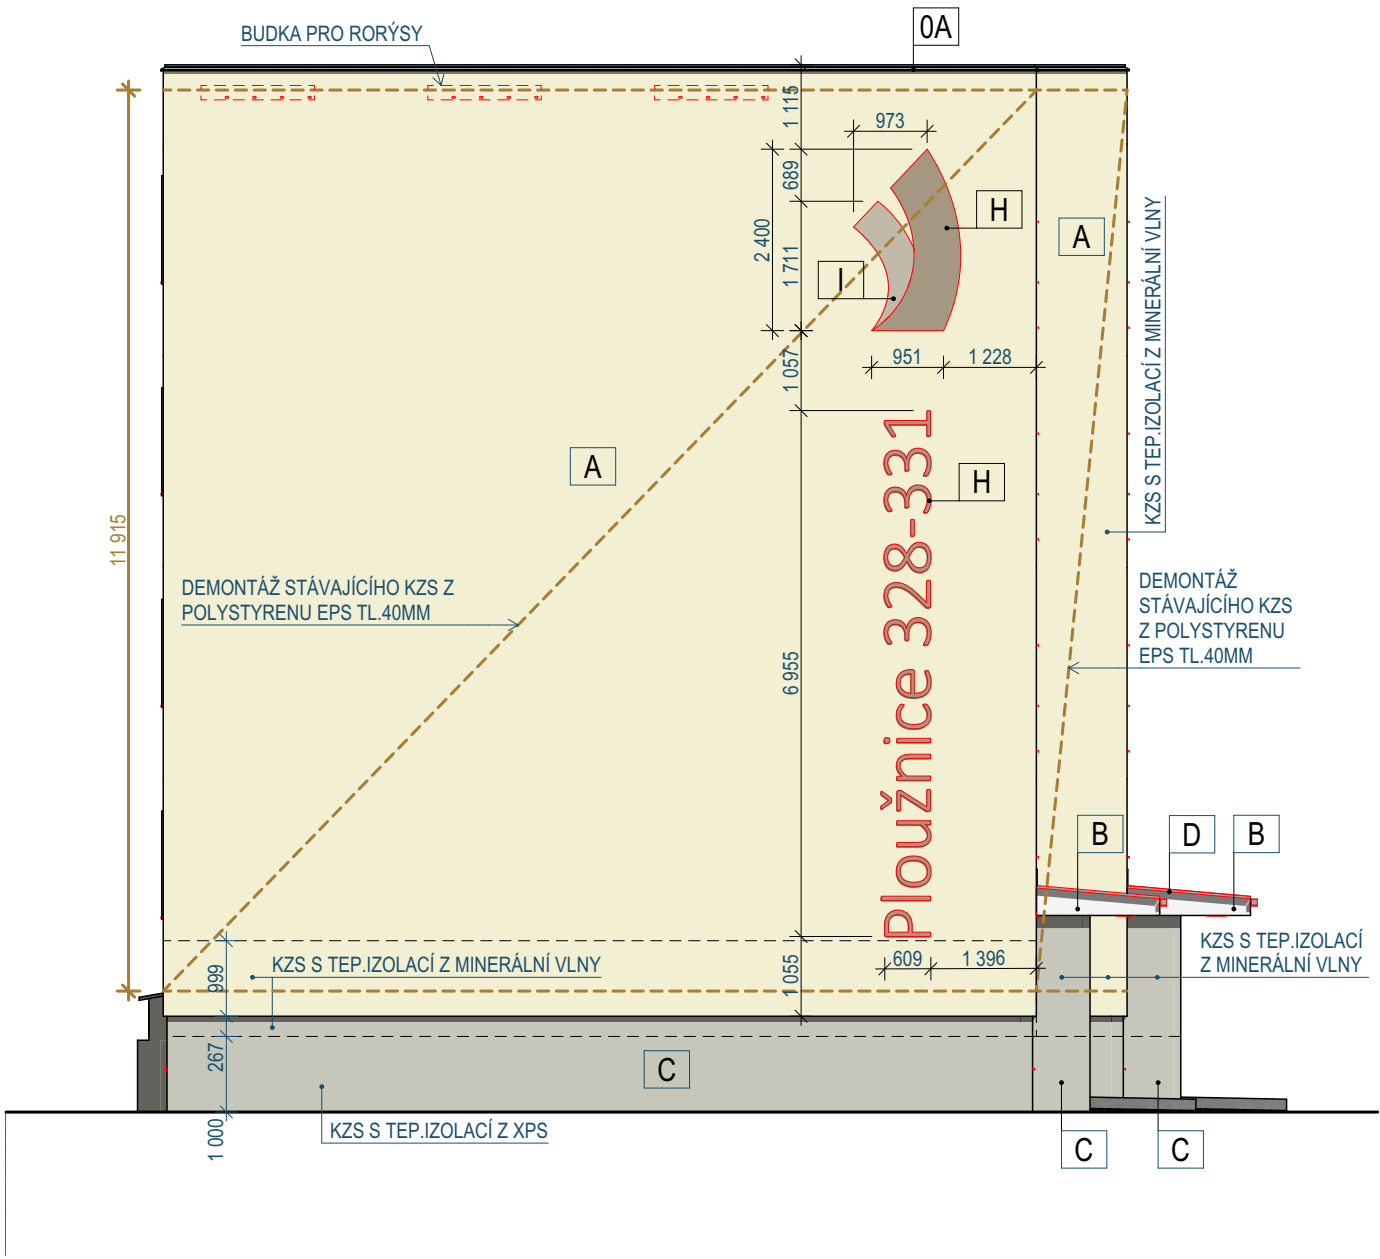 0A
BUDKA PRO RORÝSY
1 115
973
689
2 400
1 711
H
A
I
KZS S TEP.IZOLACÍ Z MINERÁLNÍ VLNY
951
1 228
1 057
A
H
Ploužnice 328-331
11 915
6 955
DEMONTÁŽ STÁVAJÍCÍHO KZS Z
POLYSTYRENU EPS TL.40MM
DEMONTÁŽ
STÁVAJÍCÍHO KZS
Z POLYSTYRENU
EPS TL.40MM
B
D
B
KZS S TEP.IZOLACÍ
Z MINERÁLNÍ VLNY
609
1 396
1 055
999
KZS S TEP.IZOLACÍ Z MINERÁLNÍ VLNY
267
C
1 000
KZS S TEP.IZOLACÍ Z XPS
C
C